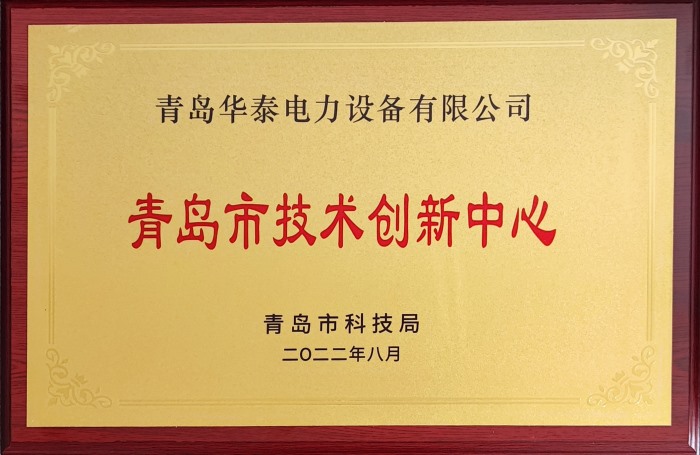 青岛华泰电力设备有限公司
青岛市技术创新中心
青岛市科技局
二〇二二年八月